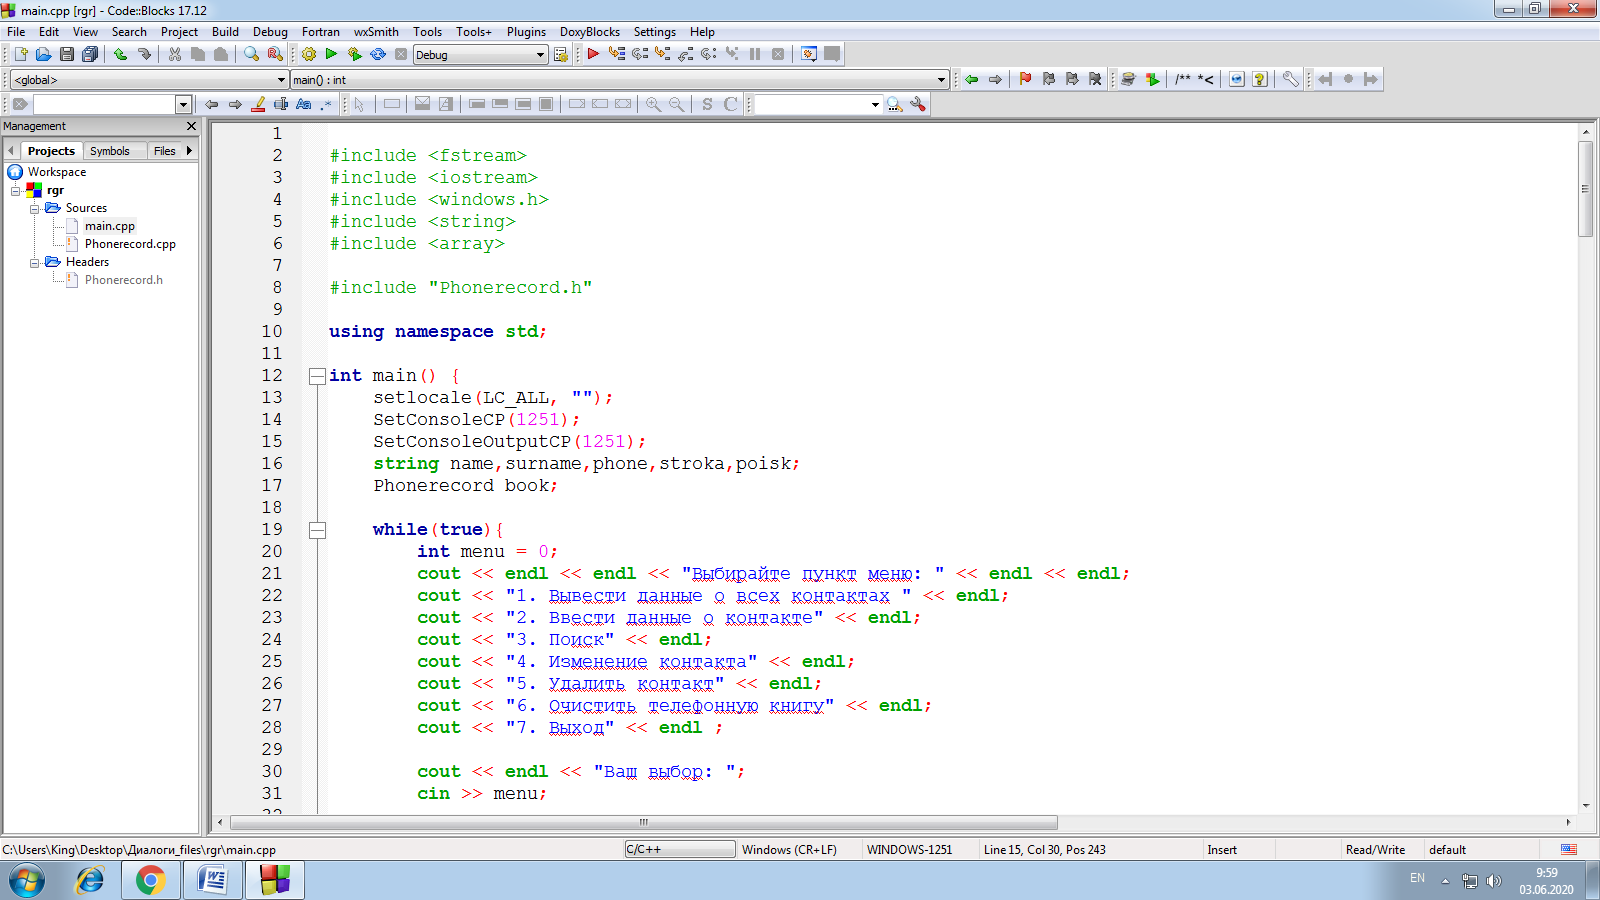 main.cpp [rgr] - Code::Blocks 17.12
File Edit View Search Project Build Debug Fortran wxSmith Tools Tools+ Plugins DoxyBlocks Settings Help
Debug
<global> main() : int /** *<
Aa .* S C
Management
Projects Symbols Files
Workspace
rgr
Sources
main.cpp
Phonerecord.cpp
Headers
Phonerecord.h
1
2 #include <fstream>
3 #include <iostream>
4 #include <windows.h>
5 #include <string>
6 #include <array>
7
8 #include "Phonerecord.h"
9
10 using namespace std;
11
12 int main() {
13 setlocale(LC_ALL, "");
14 SetConsoleCP(1251);
15 SetConsoleOutputCP(1251);
16 string name,surname,phone,stroka,poisk;
17 Phonerecord book;
18
19 while(true){
20 int menu = 0;
21 cout << endl << endl << "Выбирайте пункт меню: " << endl << endl;
22 cout << "1. Вывести данные о всех контактах " << endl;
23 cout << "2. Ввести данные о контакте" << endl;
24 cout << "3. Поиск" << endl;
25 cout << "4. Изменение контакта" << endl;
26 cout << "5. Удалить контакт" << endl;
27 cout << "6. Очистить телефонную книгу" << endl;
28 cout << "7. Выход" << endl ;
29
30 cout << endl << "Ваш выбор: ";
31 cin >> menu;
C:\Users\King\Desktop\Диалоги_files\rgr\main.cpp C/C++ Windows (CR+LF) WINDOWS-1251 Line 15, Col 30, Pos 243 Insert Read/Write default
EN 9:59
03.06.2020